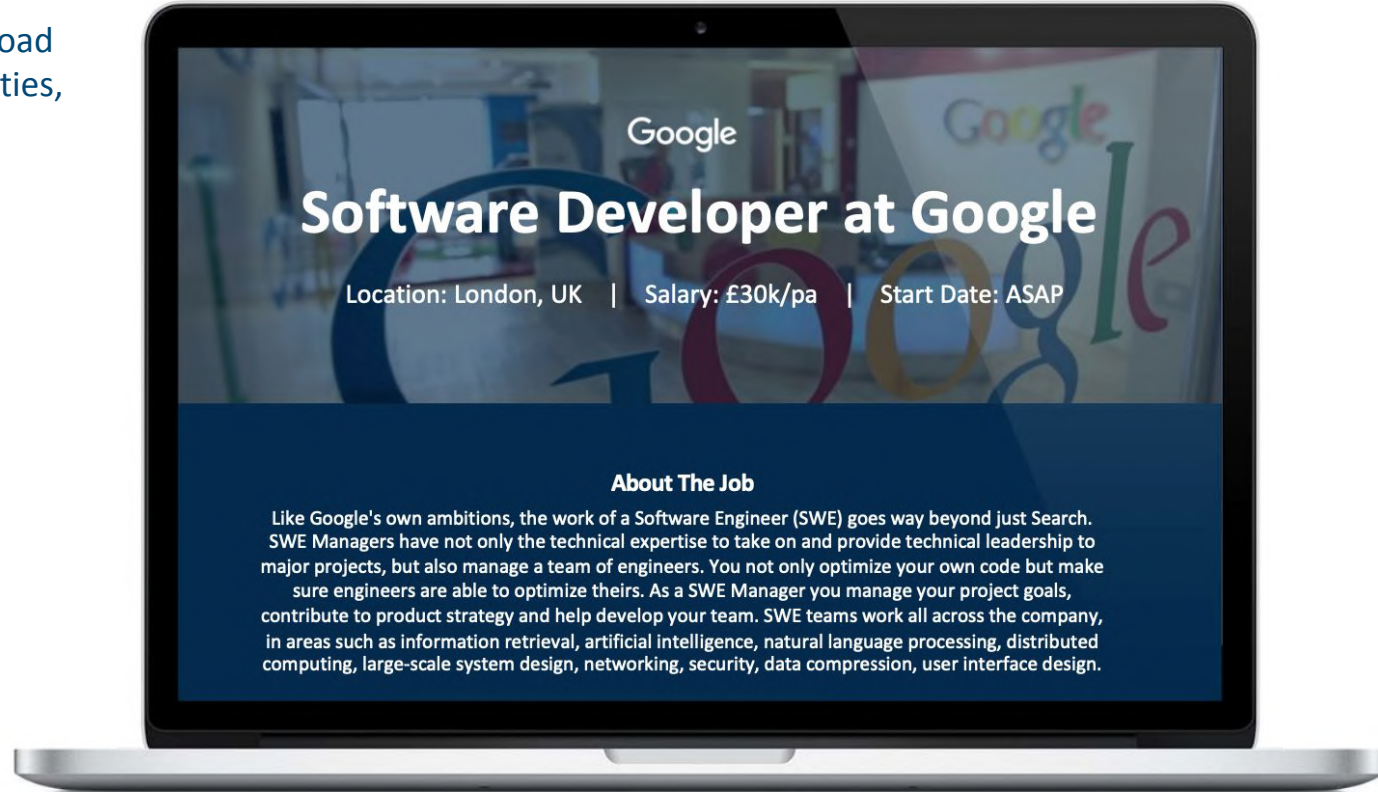 oad
ties,
Google
Google
Software Developer at Google
Google
Location: London, UK | Salary: £30k/pa | Start Date: ASAP
About The Job
Like Google's own ambitions, the work of a Software Engineer (SWE) goes way beyond just Search.
SWE Managers have not only the technical expertise to take on and provide technical leadership to
major projects, but also manage a team of engineers. You not only optimize your own code but make
sure engineers are able to optimize theirs. As a SWE Manager you manage your project goals,
contribute to product strategy and help develop your team. SWE teams work all across the company,
in areas such as information retrieval, artificial intelligence, natural language processing, distributed
computing, large-scale system design, networking, security, data compression, user interface design.